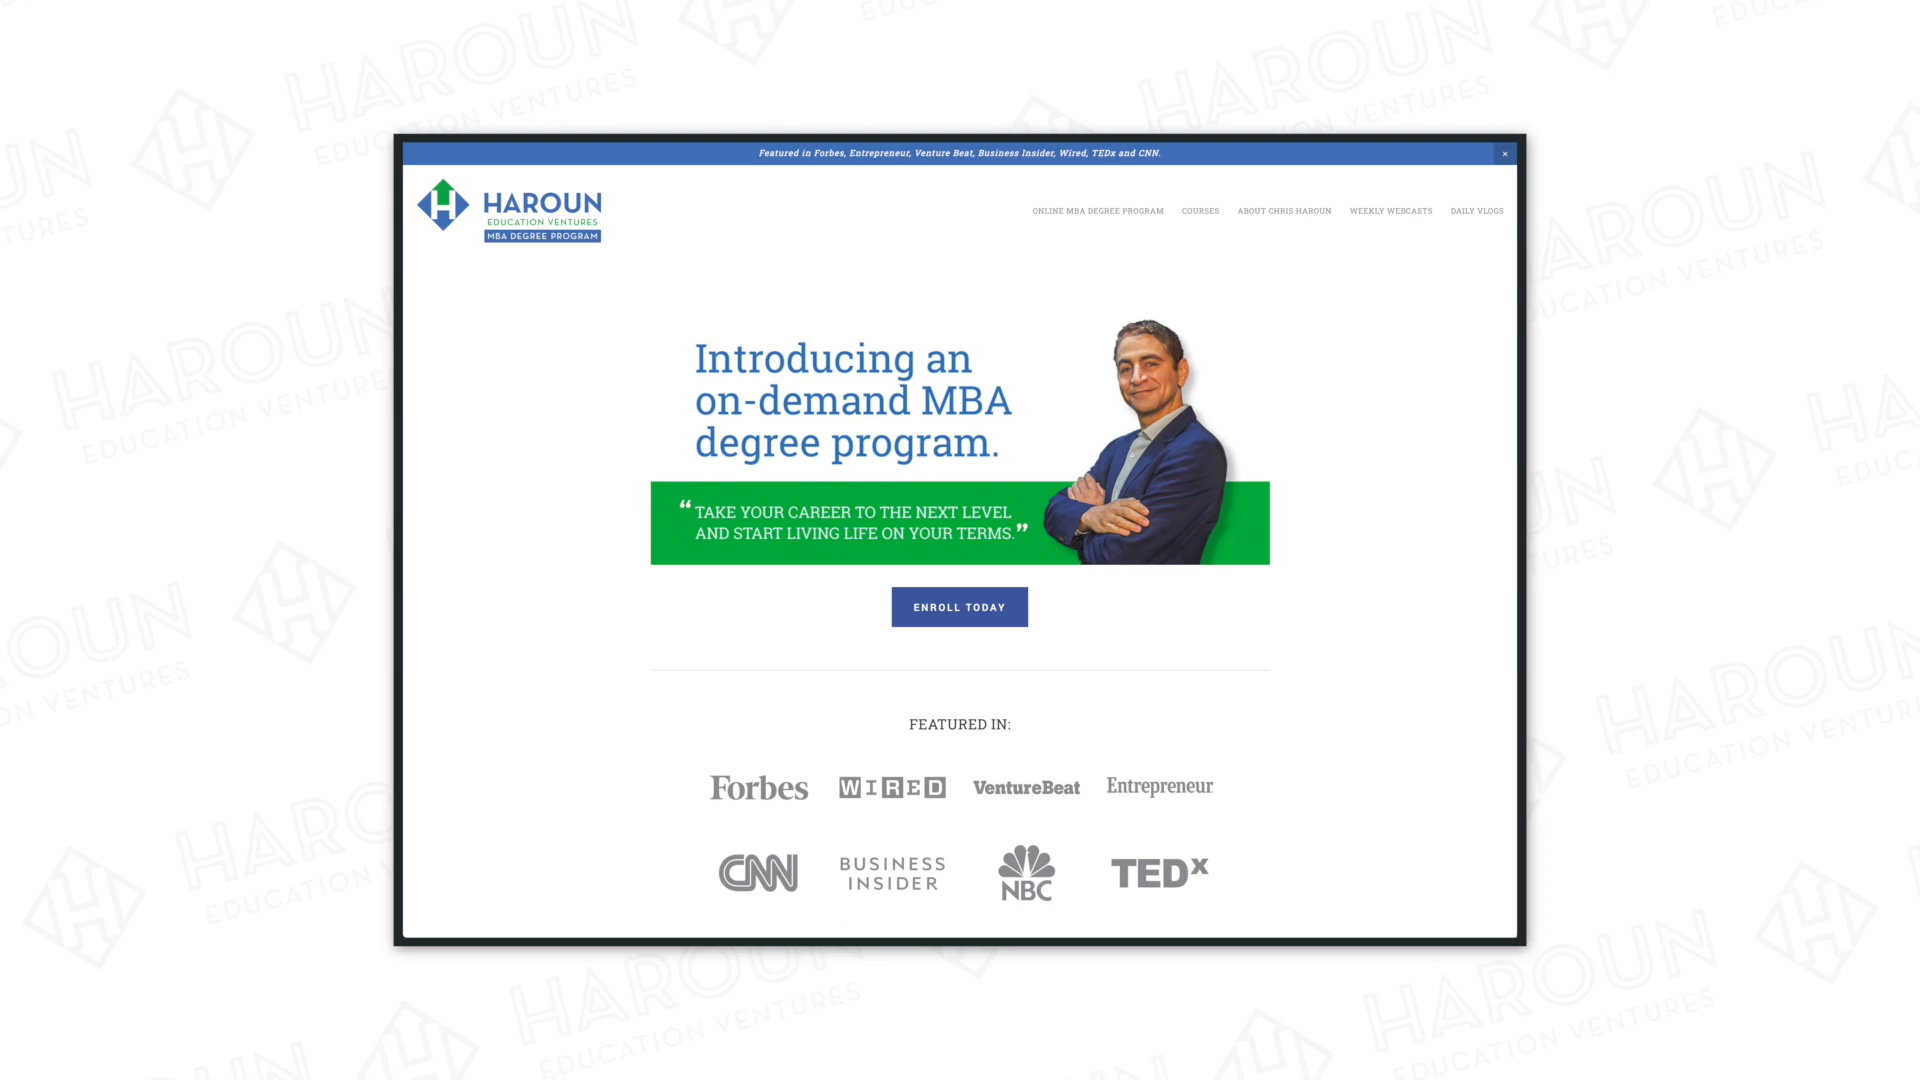 Featured in Forbes, Entrepreneur, Venture Beat, Business Insider, Wired, TEDx and CNN.
×
HAROUN
EDUCATION VENTURES
MBA DEGREE PROGRAM
ONLINE MBA DEGREE PROGRAM COURSES ABOUT CHRIS HAROUN WEEKLY WEBCASTS DAILY VLOGS
Introducing an
on-demand MBA
degree program.
“TAKE YOUR CAREER TO THE NEXT LEVEL
AND START LIVING LIFE ON YOUR TERMS.”
ENROLL TODAY
FEATURED IN:
Forbes WIRED VentureBeat Entrepreneur
CNN BUSINESS INSIDER NBC TEDx
HAROUN
EDUCATION VENTURES